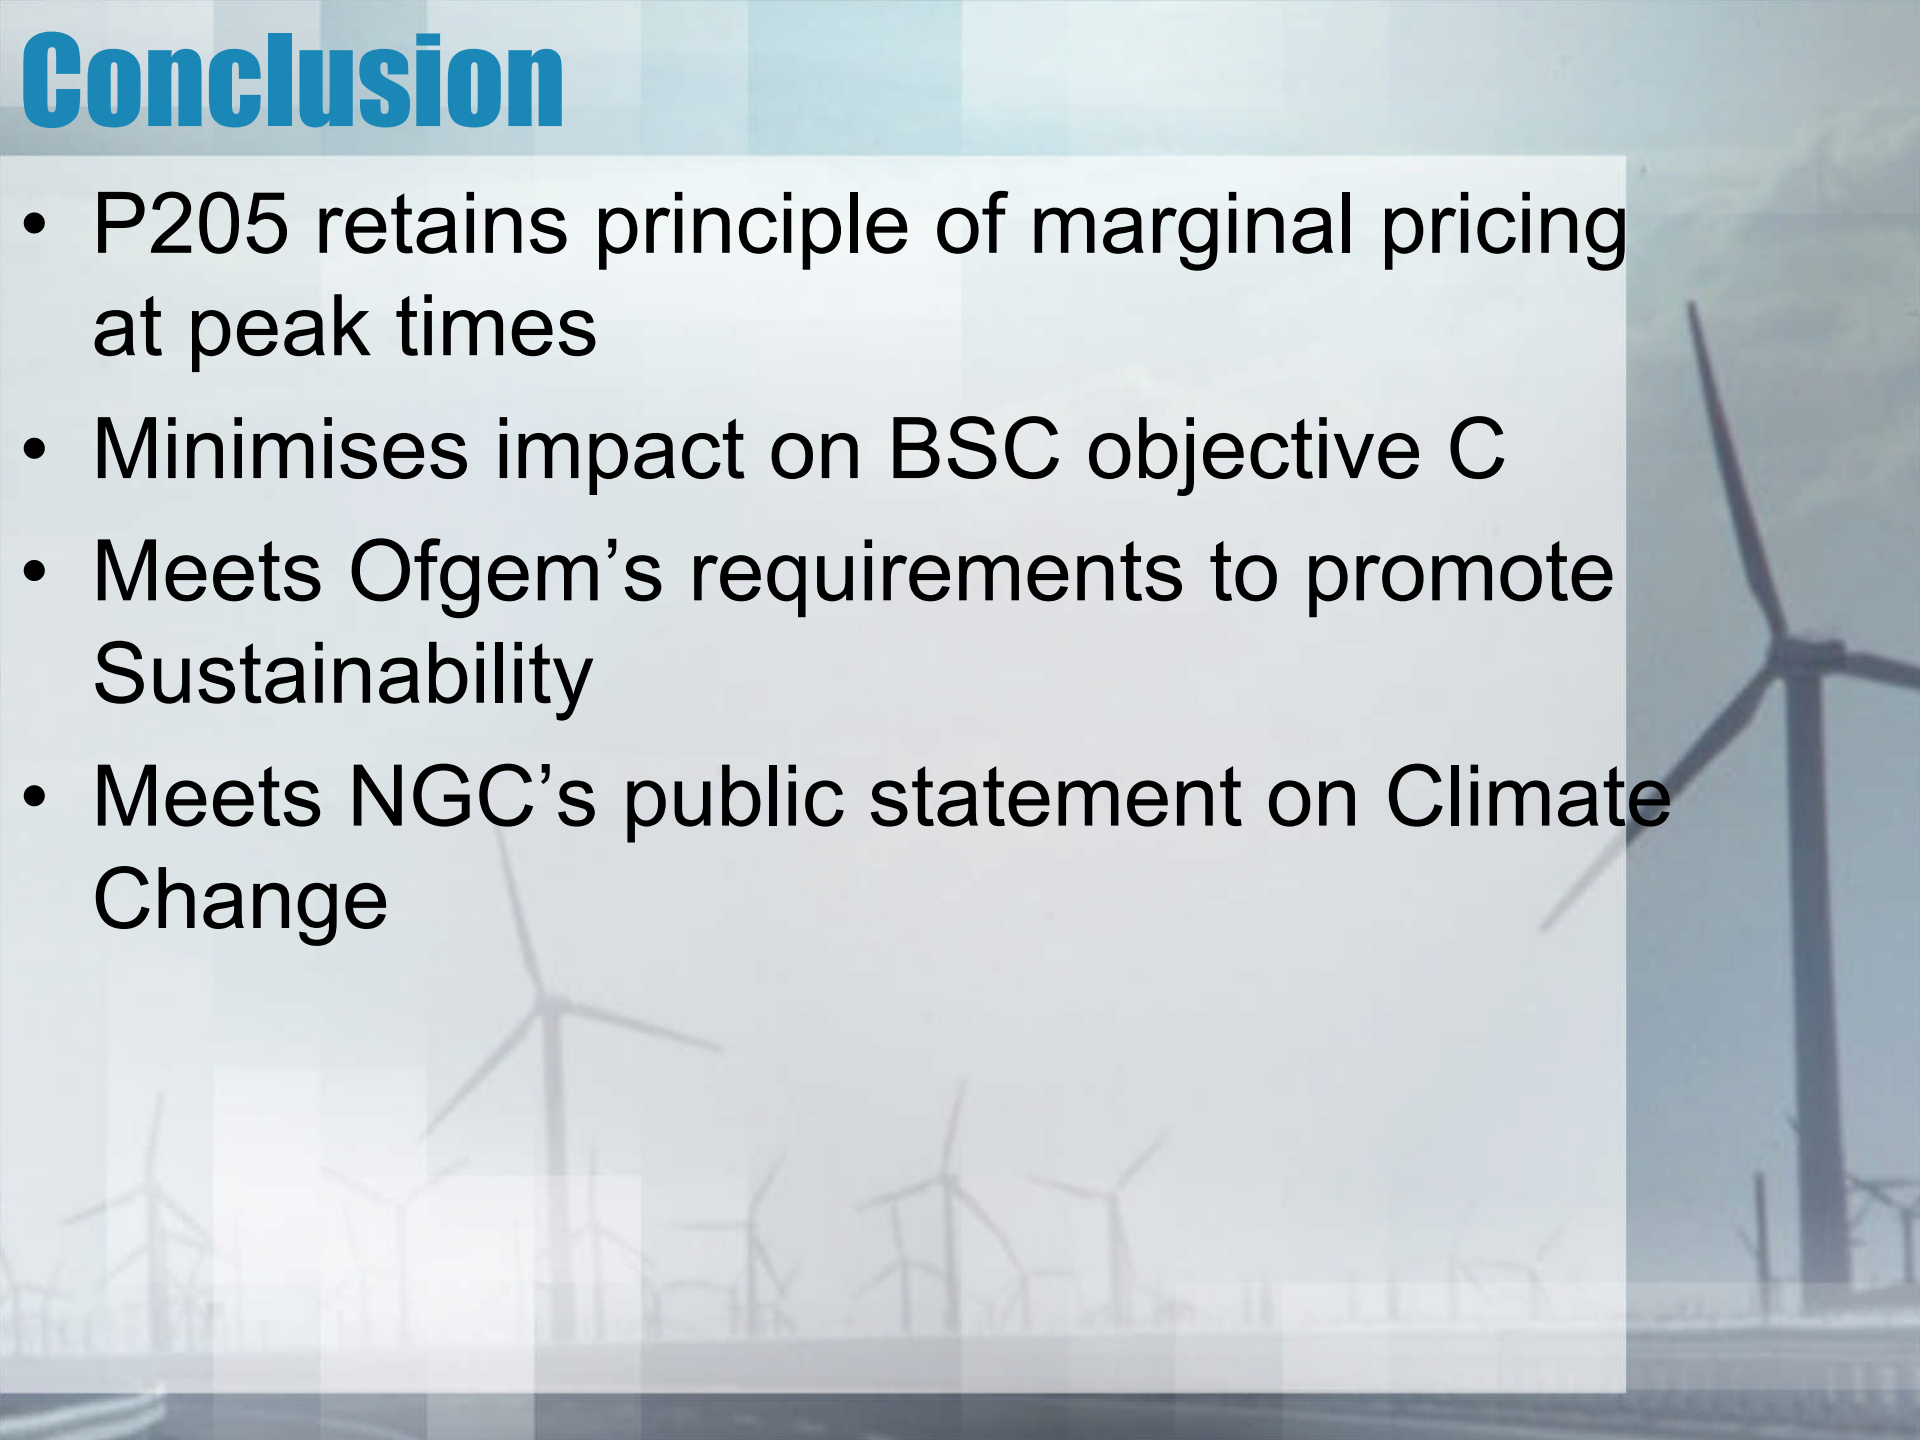 Conclusion
• P205 retains principle of marginal pricing
at peak times
• Minimises impact on BSC objective C
• Meets Ofgem’s requirements to promote
Sustainability
• Meets NGC’s public statement on Climate
Change